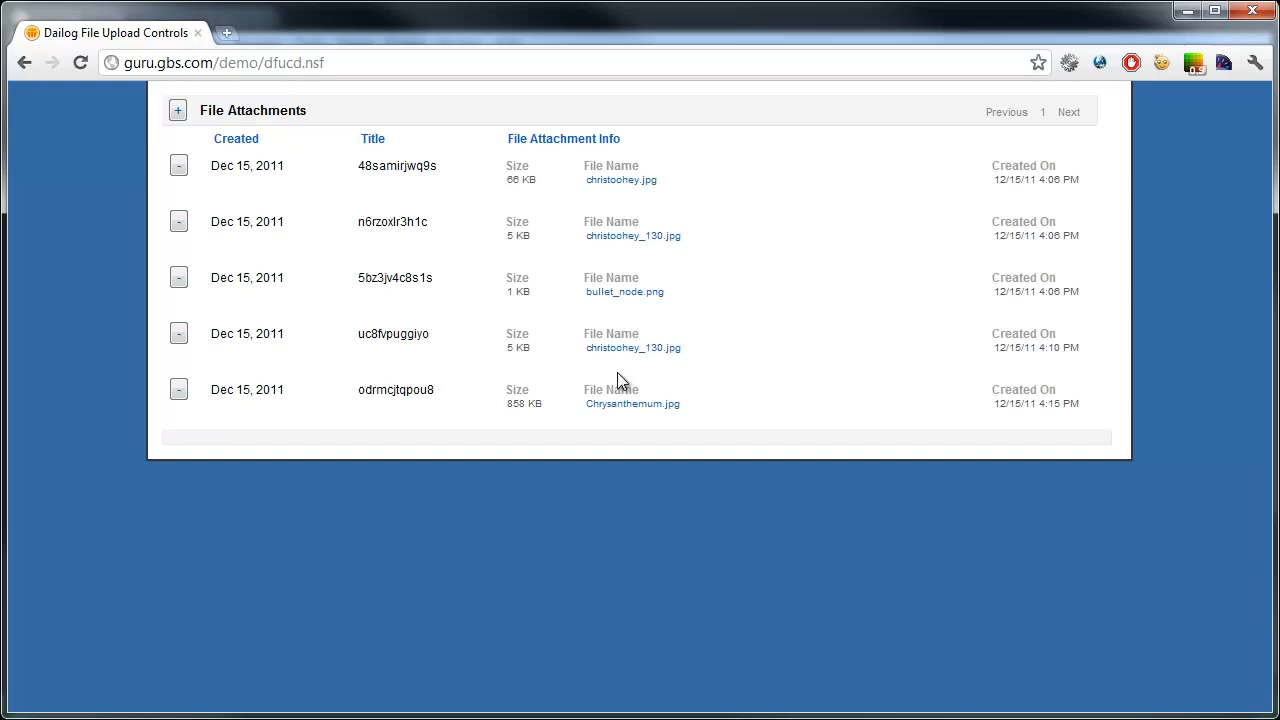 Dailog File Upload Controls
guru.gbs.com/demo/dfucd.nsf
0.9
+ File Attachments Previous 1 Next
Created Title File Attachment Info
- Dec 15, 2011 48samirjwq9s Size File Name Created On
66 KB christoohey.jpg 12/15/11 4:06 PM
- Dec 15, 2011 n6rzoxlr3h1c Size File Name Created On
5 KB christoohey_130.jpg 12/15/11 4:06 PM
- Dec 15, 2011 5bz3jv4c8s1s Size File Name Created On
1 KB bullet_node.png 12/15/11 4:06 PM
- Dec 15, 2011 uc8fvpuggiyo Size File Name Created On
5 KB christoohey_130.jpg 12/15/11 4:10 PM
- Dec 15, 2011 odrmcjtqpou8 Size File Name Created On
858 KB Chrysanthemum.jpg 12/15/11 4:15 PM